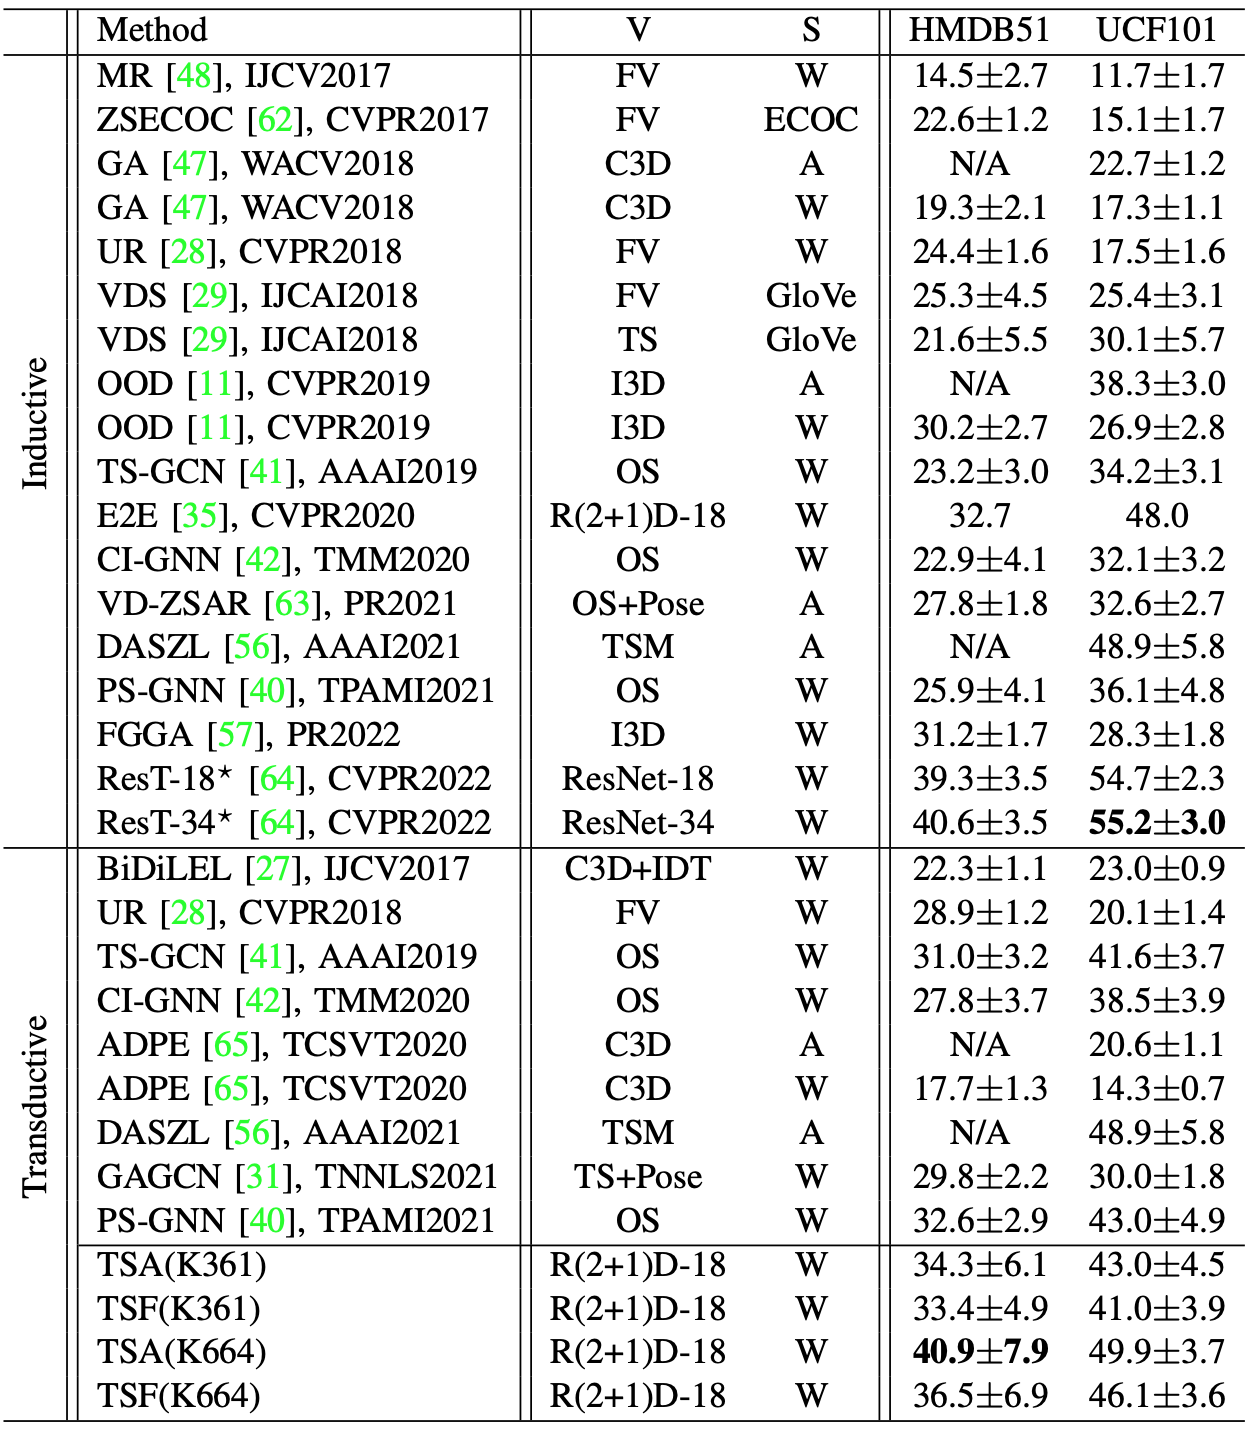 Method V S HMDB51 UCF101
Inductive
MR [48], IJCV2017 FV W 14.5±2.7 11.7±1.7
ZSECOC [62], CVPR2017 FV ECOC 22.6±1.2 15.1±1.7
GA [47], WACV2018 C3D A N/A 22.7±1.2
GA [47], WACV2018 C3D W 19.3±2.1 17.3±1.1
UR [28], CVPR2018 FV W 24.4±1.6 17.5±1.6
VDS [29], IJCAI2018 FV GloVe 25.3±4.5 25.4±3.1
VDS [29], IJCAI2018 TS GloVe 21.6±5.5 30.1±5.7
OOD [11], CVPR2019 I3D A N/A 38.3±3.0
OOD [11], CVPR2019 I3D W 30.2±2.7 26.9±2.8
TS-GCN [41], AAAI2019 OS W 23.2±3.0 34.2±3.1
E2E [35], CVPR2020 R(2+1)D-18 W 32.7 48.0
CI-GNN [42], TMM2020 OS W 22.9±4.1 32.1±3.2
VD-ZSAR [63], PR2021 OS+Pose A 27.8±1.8 32.6±2.7
DASZL [56], AAAI2021 TSM A N/A 48.9±5.8
PS-GNN [40], TPAMI2021 OS W 25.9±4.1 36.1±4.8
FGGA [57], PR2022 I3D W 31.2±1.7 28.3±1.8
ResT-18⋆ [64], CVPR2022 ResNet-18 W 39.3±3.5 54.7±2.3
ResT-34⋆ [64], CVPR2022 ResNet-34 W 40.6±3.5 55.2±3.0
Transductive
BiDiLEL [27], IJCV2017 C3D+IDT W 22.3±1.1 23.0±0.9
UR [28], CVPR2018 FV W 28.9±1.2 20.1±1.4
TS-GCN [41], AAAI2019 OS W 31.0±3.2 41.6±3.7
CI-GNN [42], TMM2020 OS W 27.8±3.7 38.5±3.9
ADPE [65], TCSVT2020 C3D A N/A 20.6±1.1
ADPE [65], TCSVT2020 C3D W 17.7±1.3 14.3±0.7
DASZL [56], AAAI2021 TSM A N/A 48.9±5.8
GAGCN [31], TNNLS2021 TS+Pose W 29.8±2.2 30.0±1.8
PS-GNN [40], TPAMI2021 OS W 32.6±2.9 43.0±4.9
TSA(K361) R(2+1)D-18 W 34.3±6.1 43.0±4.5
TSF(K361) R(2+1)D-18 W 33.4±4.9 41.0±3.9
TSA(K664) R(2+1)D-18 W 40.9±7.9 49.9±3.7
TSF(K664) R(2+1)D-18 W 36.5±6.9 46.1±3.6